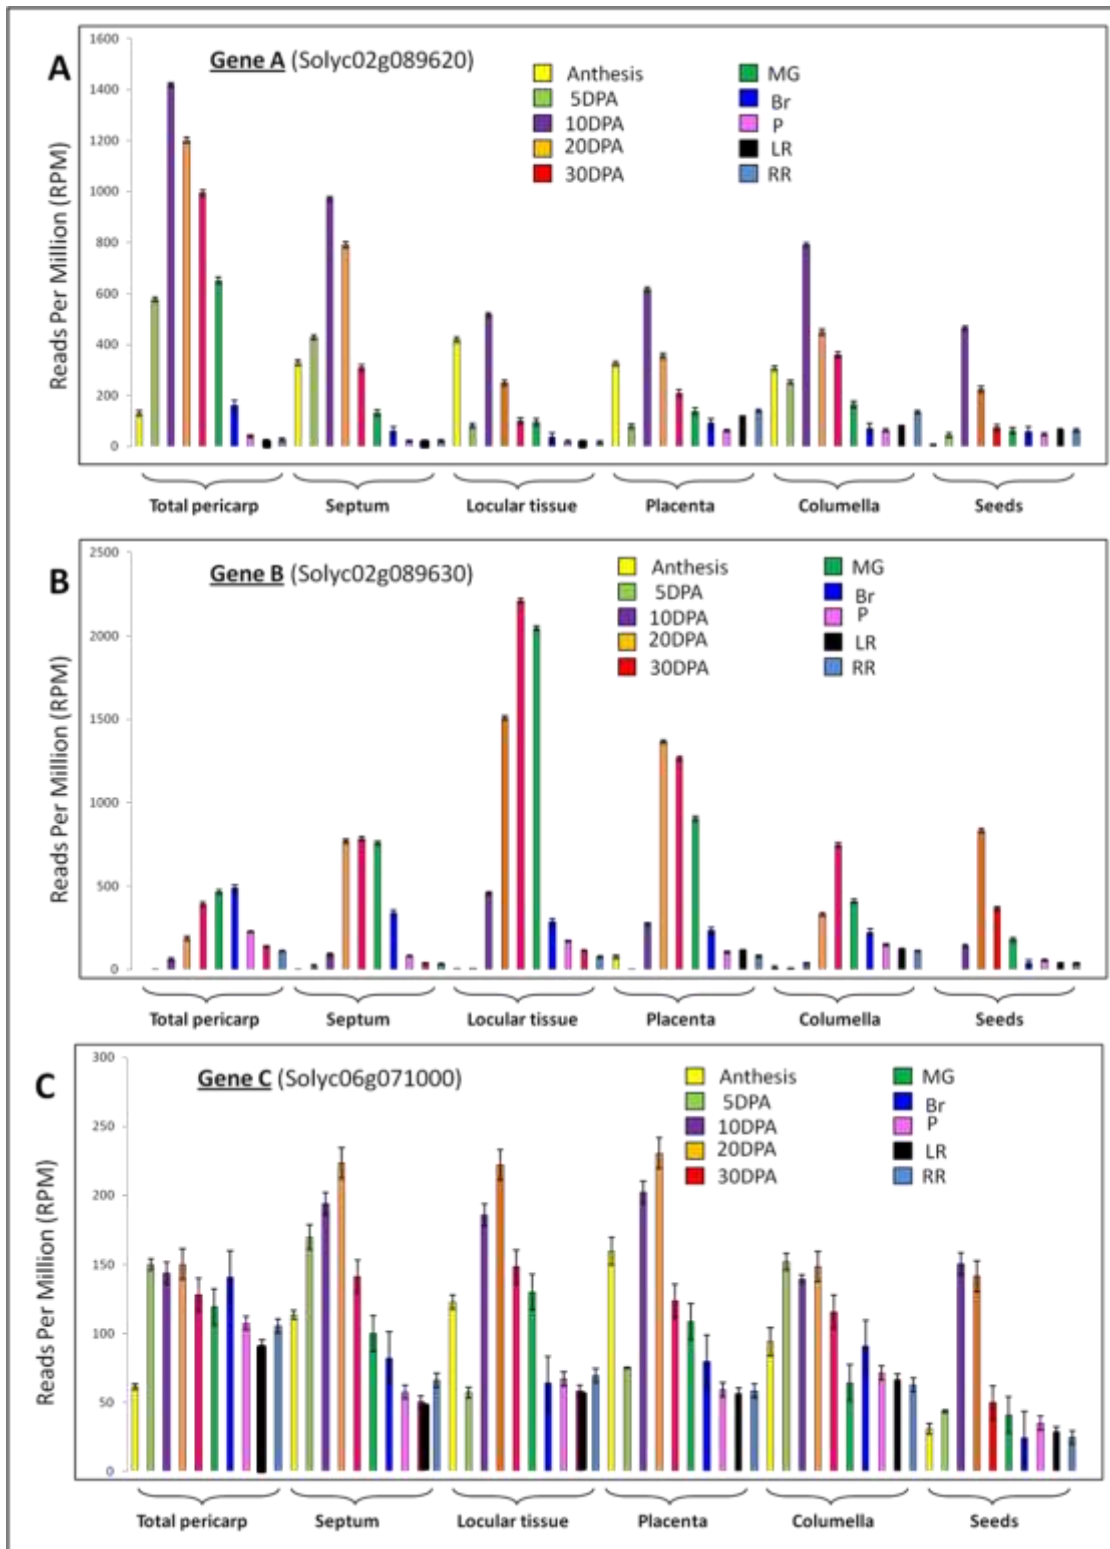 A
Gene A (Solyc02g089620)
Reads Per Million (RPM)
1600
1400
1200
1000
800
600
400
200
0
Anthesis
5DPA
10DPA
20DPA
30DPA
MG
Br
P
LR
RR
Total pericarp
Septum
Locular tissue
Placenta
Columella
Seeds
B
Gene B (Solyc02g089630)
Reads Per Million (RPM)
2500
2000
1500
1000
500
0
Anthesis
5DPA
10DPA
20DPA
30DPA
MG
Br
P
LR
RR
Total pericarp
Septum
Locular tissue
Placenta
Columella
Seeds
C
Gene C (Solyc06g071000)
Reads Per Million (RPM)
300
250
200
150
100
50
0
Anthesis
5DPA
10DPA
20DPA
30DPA
MG
Br
P
LR
RR
Total pericarp
Septum
Locular tissue
Placenta
Columella
Seeds